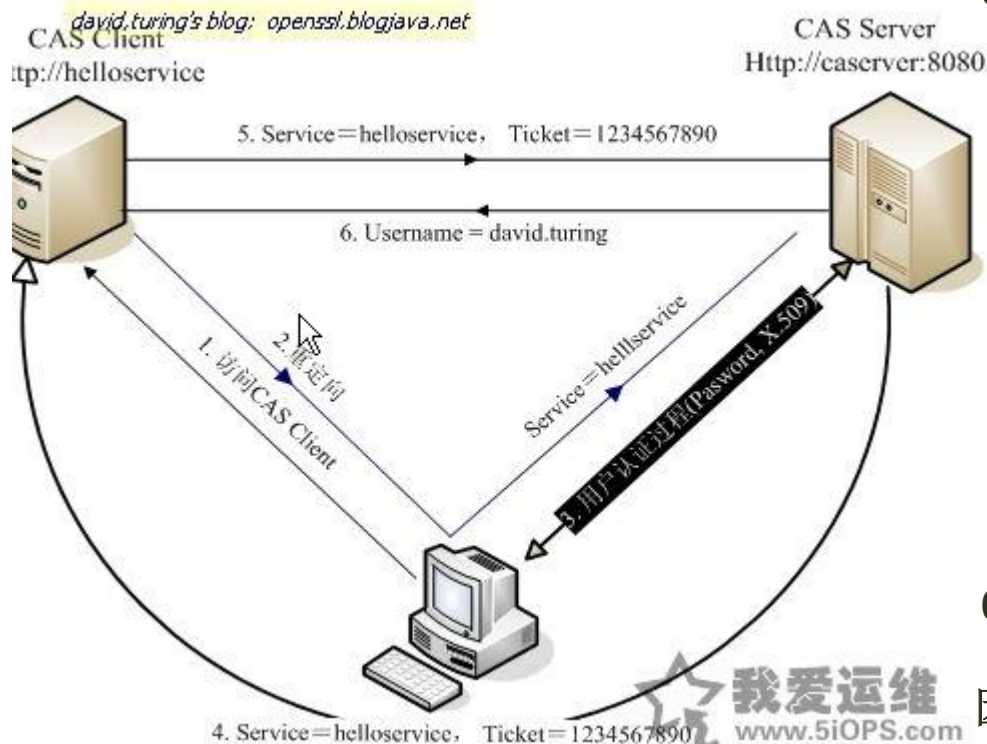 david.turing's blog: openssl.blogjava.net
CAS Client
ttp://helloservice
CAS Server
Http://caserver:8080
5. Service=helloservice, Ticket=1234567890
6. Username = david.turing
2. 重定向
1. 访问CAS Client
Service=helllservice
3. 用户认证过程(Pasword, X.509)
4. Service=helloservice, Ticket=1234567890
我爱运维
www.5iOPS.com